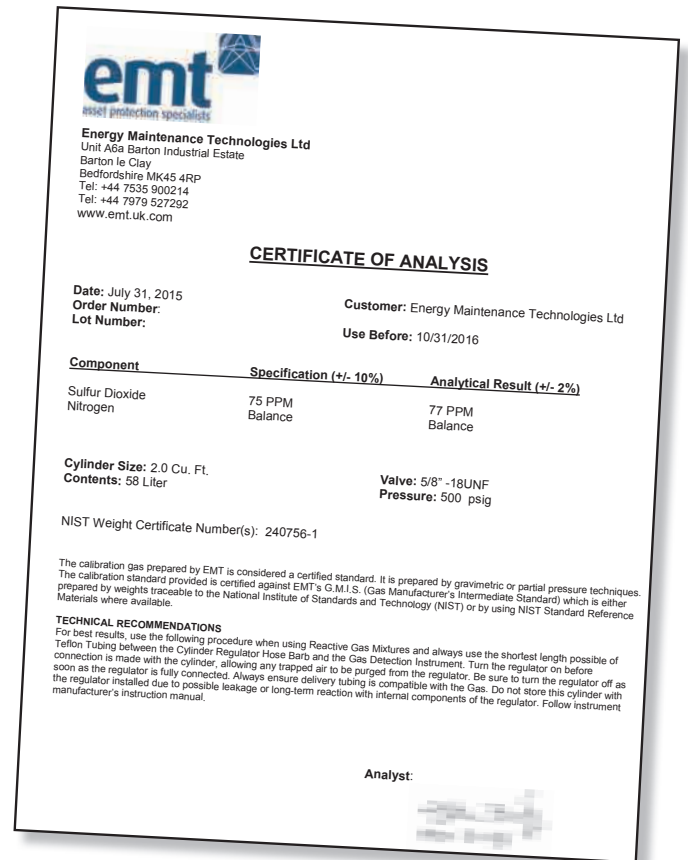 emt
asset protection specialists
Energy Maintenance Technologies Ltd
Unit A6a Barton Industrial Estate
Barton le Clay
Bedfordshire MK45 4RP
Tel: +44 7535 900214
Tel: +44 7979 527292
www.emt.uk.com
CERTIFICATE OF ANALYSIS
Date: July 31, 2015
Order Number:
Lot Number:
Customer: Energy Maintenance Technologies Ltd
Use Before: 10/31/2016
Component Specification (+/- 10%) Analytical Result (+/- 2%)
Sulfur Dioxide 75 PPM 77 PPM
Nitrogen Balance Balance
Cylinder Size: 2.0 Cu. Ft.
Contents: 58 Liter
Valve: 5/8" -18UNF
Pressure: 500 psig
NIST Weight Certificate Number(s): 240756-1
The calibration gas prepared by EMT is considered a certified standard. It is prepared by gravimetric or partial pressure techniques.
The calibration standard provided is certified against EMT's G.M.I.S. (Gas Manufacturer's Intermediate Standard) which is either
prepared by weights traceable to the National Institute of Standards and Technology (NIST) or by using NIST Standard Reference
Materials where available.
TECHNICAL RECOMMENDATIONS
For best results, use the following procedure when using Reactive Gas Mixtures and always use the shortest length possible of
Teflon Tubing between the Cylinder Regulator Hose Barb and the Gas Detection Instrument. Turn the regulator on before
connection is made with the cylinder, allowing any trapped air to be purged from the regulator. Be sure to turn the regulator off as
soon as the regulator is fully connected. Always ensure delivery tubing is compatible with the Gas. Do not store this cylinder with
the regulator installed due to possible leakage or long-term reaction with internal components of the regulator. Follow instrument
manufacturer's instruction manual.
Analyst: